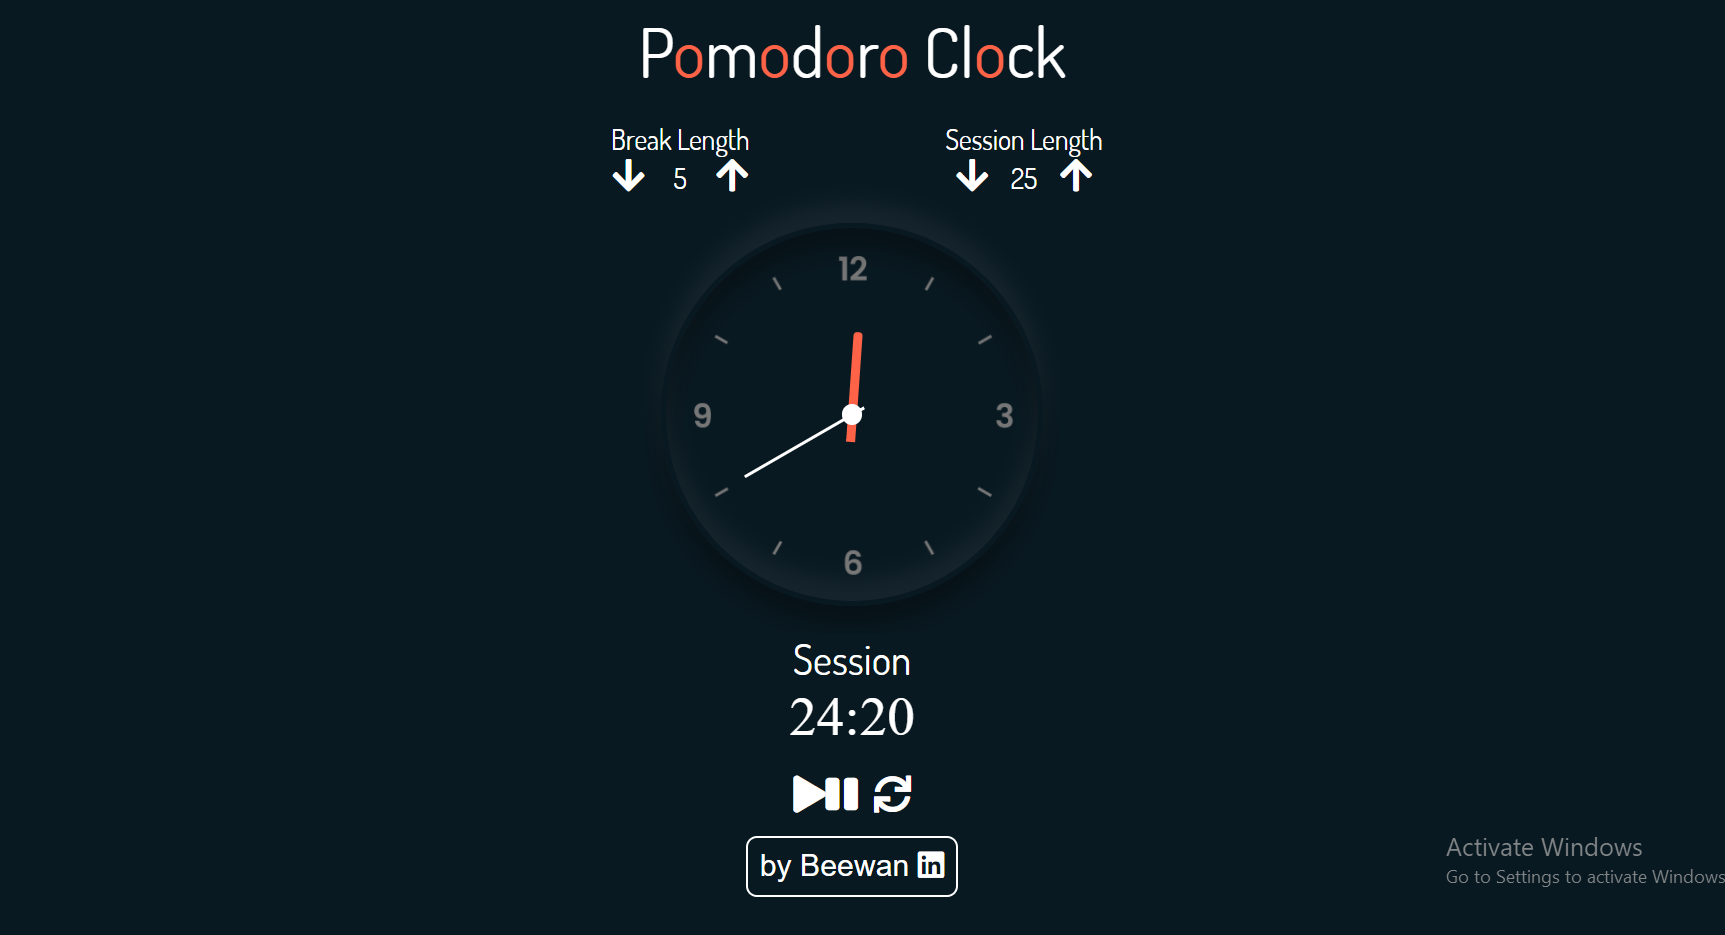 Pomodoro Clock
Break Length
5
Session Length
25
12
9
3
6
Session
24:20
by Beewan in
Activate Windows
Go to Settings to activate Windows